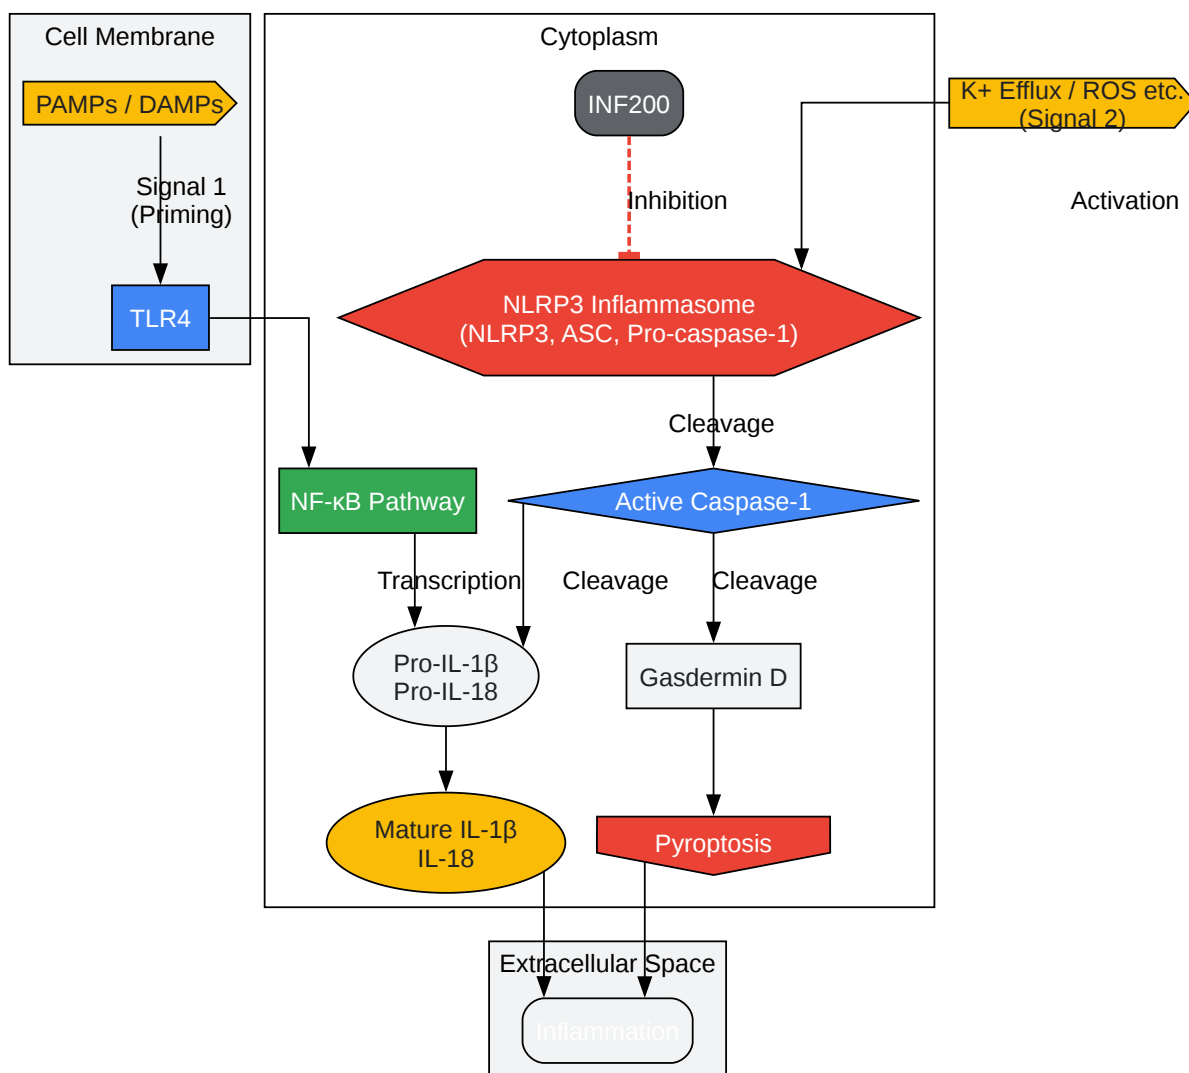 Cell Membrane
Cytoplasm
PAMPs / DAMPs
INF200
K+ Efflux / ROS etc.
(Signal 2)
Signal 1
(Priming)
Inhibition
Activation
TLR4
NLRP3 Inflammasome
(NLRP3, ASC, Pro-caspase-1)
Cleavage
NF-κB Pathway
Active Caspase-1
Transcription
Cleavage
Cleavage
Pro-IL-1β
Pro-IL-18
Gasdermin D
Mature IL-1β
IL-18
Pyroptosis
Extracellular Space
Inflammation